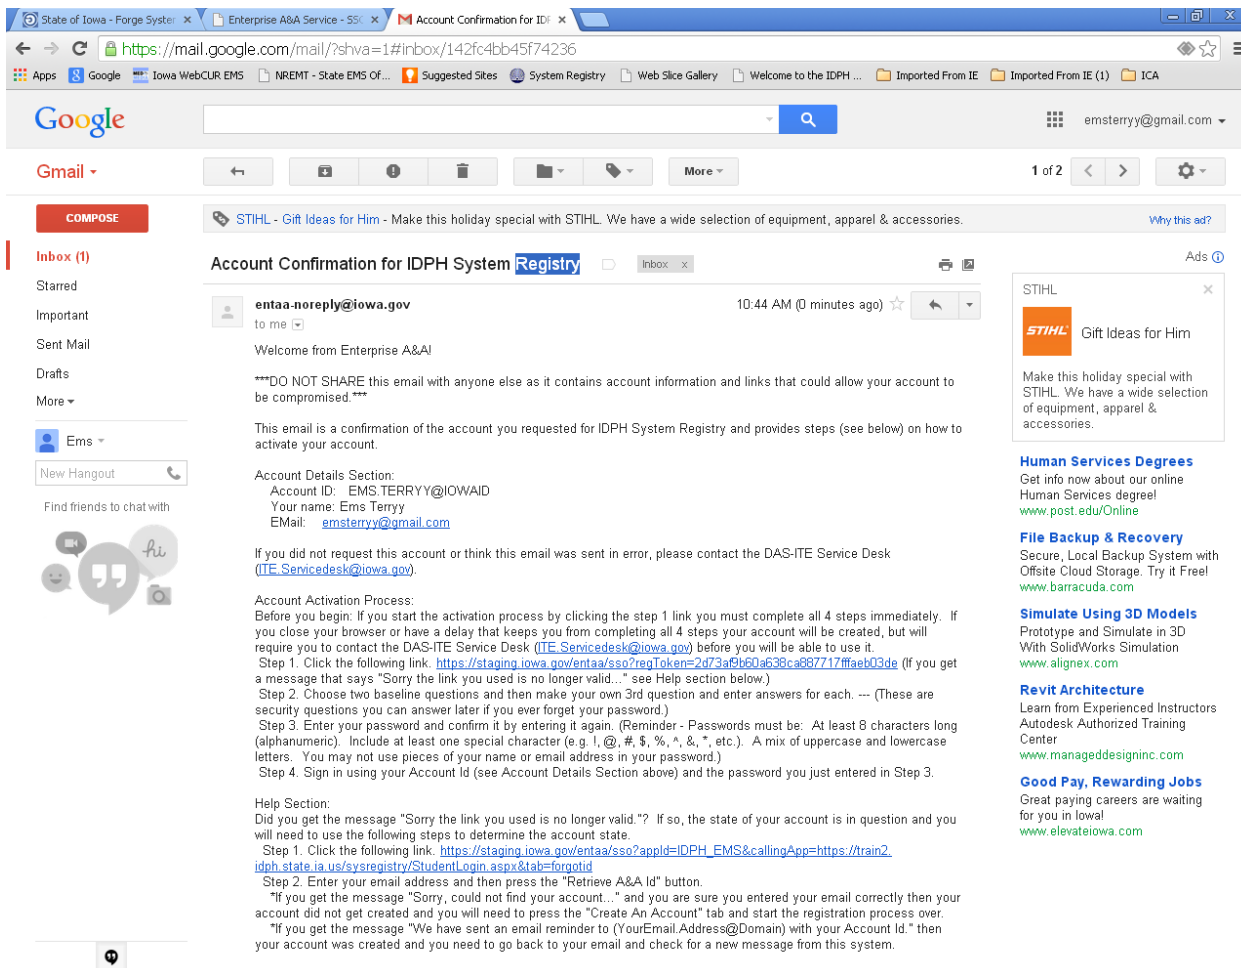 State of Iowa - Forge System
Enterprise A&A Service - SSO
Account Confirmation for IDP
https://mail.google.com/mail/?shva=1#inbox/142fc4bb45f74236
Apps
Google
Iowa WebCUR EMS
NREMT - State EMS Of...
Suggested Sites
System Registry
Web Slice Gallery
Welcome to the IDPH ...
Imported From IE
Imported From IE (1)
ICA
Google
emsterryy@gmail.com
Gmail
More
1 of 2
COMPOSE
STIHL - Gift Ideas for Him - Make this holiday special with STIHL. We have a wide selection of equipment, apparel & accessories.
Why this ad?
Inbox (1)
Starred
Important
Sent Mail
Drafts
More
Ems
New Hangout
Find friends to chat with
hi
Account Confirmation for IDPH System Registry
Inbox x
entaa-noreply@iowa.gov
10:44 AM (0 minutes ago)
to me
Welcome from Enterprise A&A!
***DO NOT SHARE this email with anyone else as it contains account information and links that could allow your account to
be compromised.***
This email is a confirmation of the account you requested for IDPH System Registry and provides steps (see below) on how to
activate your account.
Account Details Section:
Account ID: EMS.TERRYY@IOWAID
Your name: Ems Terryy
EMail: emsterryy@gmail.com
If you did not request this account or think this email was sent in error, please contact the DAS-ITE Service Desk
(ITE.Servicedesk@iowa.gov).
Account Activation Process:
Before you begin: If you start the activation process by clicking the step 1 link you must complete all 4 steps immediately. If
you close your browser or have a delay that keeps you from completing all 4 steps your account will be created, but will
require you to contact the DAS-ITE Service Desk (ITE.Servicedesk@iowa.gov) before you will be able to use it.
Step 1. Click the following link. https://staging.iowa.gov/entaa/sso?regToken=2d73af9b60a638ca887717fffaeb03de (If you get
a message that says "Sorry the link you used is no longer valid..." see Help section below.)
Step 2. Choose two baseline questions and then make your own 3rd question and enter answers for each. --- (These are
security questions you can answer later if you ever forget your password.)
Step 3. Enter your password and confirm it by entering it again. (Reminder - Passwords must be: At least 8 characters long
(alphanumeric). Include at least one special character (e.g. !, @, #, $, %, ^, &, *, etc.). A mix of uppercase and lowercase
letters. You may not use pieces of your name or email address in your password.)
Step 4. Sign in using your Account Id (see Account Details Section above) and the password you just entered in Step 3.
Help Section:
Did you get the message "Sorry the link you used is no longer valid."? If so, the state of your account is in question and you
will need to use the following steps to determine the account state.
Step 1. Click the following link. https://staging.iowa.gov/entaa/sso?appId=IDPH_EMS&callingApp=https://train2.
idph.state.ia.us/sysregistry/StudentLogin.aspx&tab=forgotid
Step 2. Enter your email address and then press the "Retrieve A&A Id" button.
*If you get the message "Sorry, could not find your account..." and you are sure you entered your email correctly then your
account did not get created and you will need to press the "Create An Account" tab and start the registration process over.
*If you get the message "We have sent an email reminder to (YourEmail.Address@Domain) with your Account Id." then
your account was created and you need to go back to your email and check for a new message from this system.
Ads
STIHL
STIHL
Gift Ideas for Him
Make this holiday special with
STIHL. We have a wide selection
of equipment, apparel &
accessories.
Human Services Degrees
Get info now about our online
Human Services degree!
www.post.edu/Online
File Backup & Recovery
Secure, Local Backup System with
Offsite Cloud Storage. Try it Free!
www.barracuda.com
Simulate Using 3D Models
Prototype and Simulate in 3D
With SolidWorks Simulation
www.alignex.com
Revit Architecture
Learn from Experienced Instructors
Autodesk Authorized Training
Center
www.manageddesigninc.com
Good Pay, Rewarding Jobs
Great paying careers are waiting
for you in Iowa!
www.elevateiowa.com